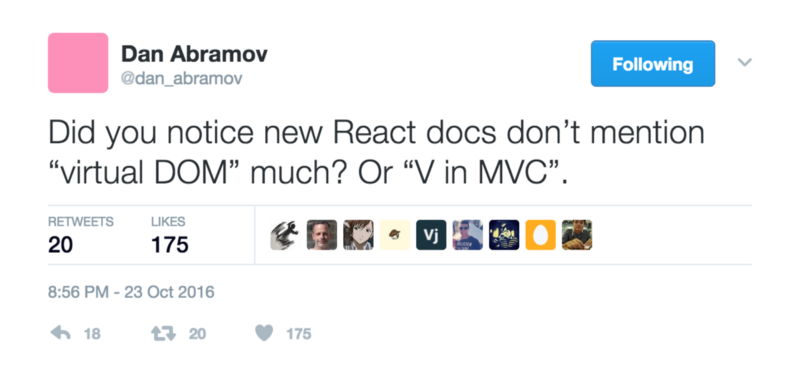 Dan Abramov
@dan_abramov
Following
Did you notice new React docs don’t mention
“virtual DOM” much? Or “V in MVC”.
RETWEETS LIKES
20 175
Vj
8:56 PM - 23 Oct 2016
18 20 175